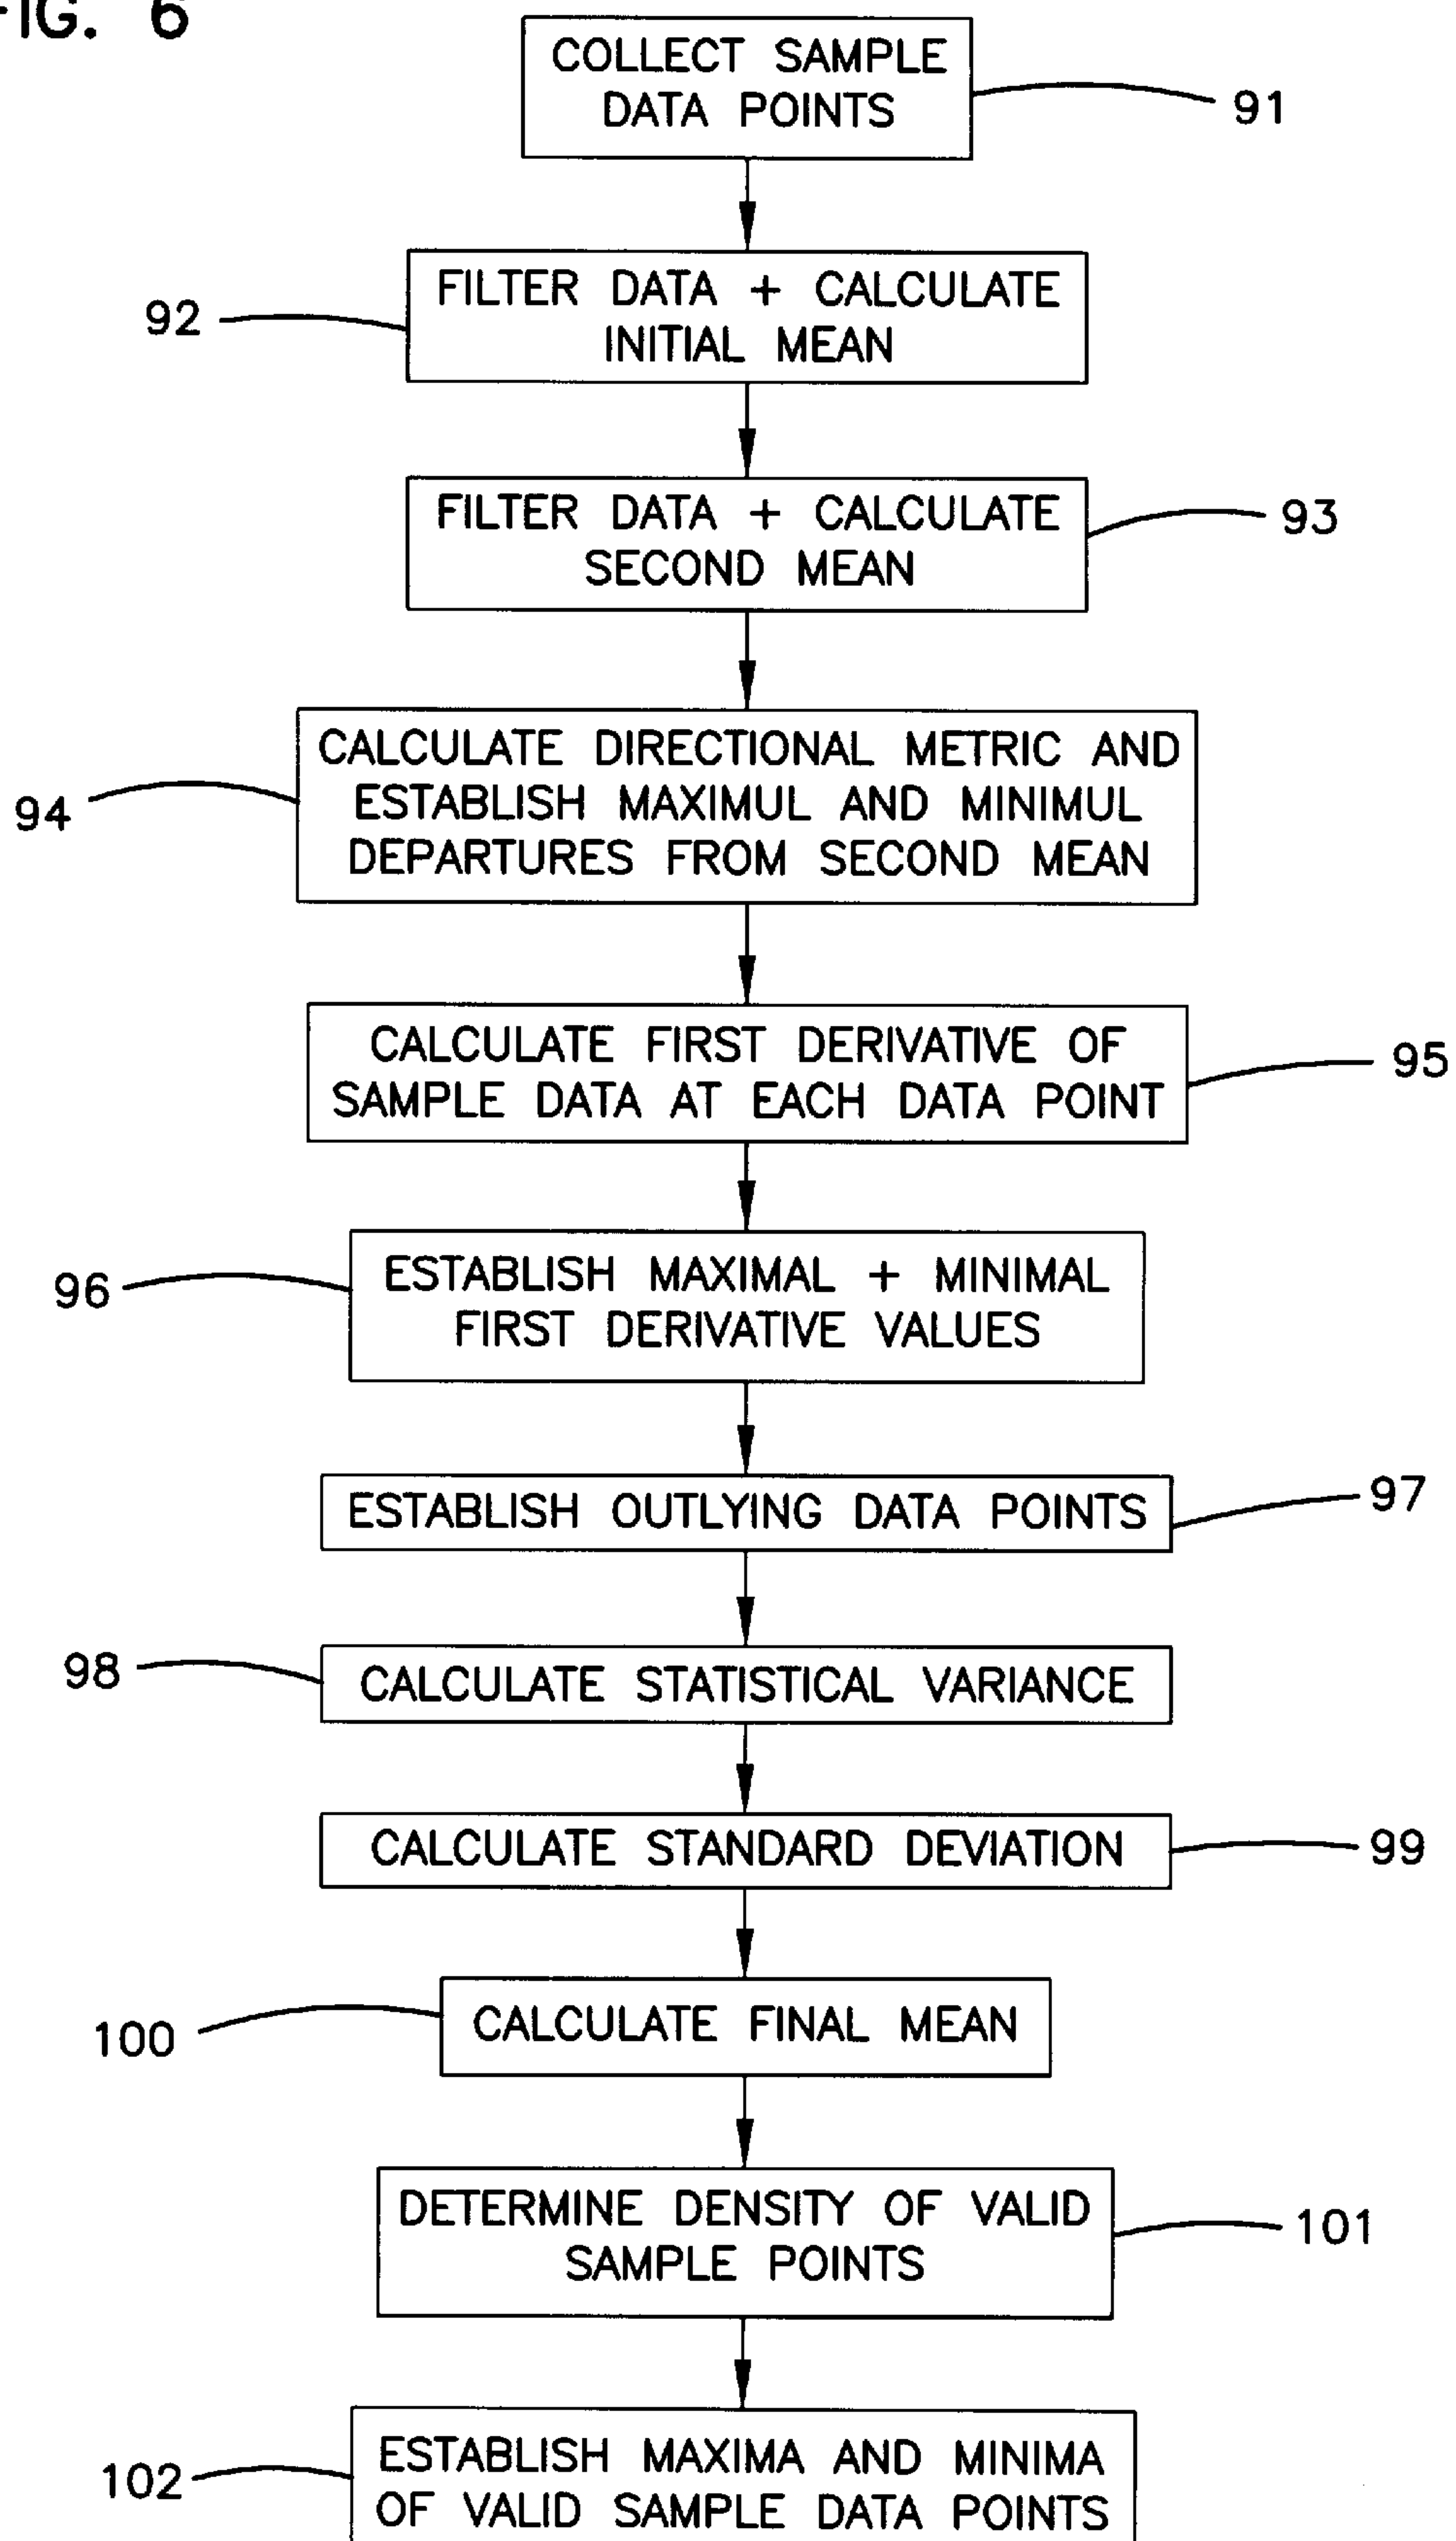 FIG. 6
COLLECT SAMPLE
DATA POINTS
91
FILTER DATA + CALCULATE
INITIAL MEAN
92
FILTER DATA + CALCULATE
SECOND MEAN
93
CALCULATE DIRECTIONAL METRIC AND
ESTABLISH MAXIMUL AND MINIMUL
DEPARTURES FROM SECOND MEAN
94
CALCULATE FIRST DERIVATIVE OF
SAMPLE DATA AT EACH DATA POINT
95
ESTABLISH MAXIMAL + MINIMAL
FIRST DERIVATIVE VALUES
96
ESTABLISH OUTLYING DATA POINTS
97
CALCULATE STATISTICAL VARIANCE
98
CALCULATE STANDARD DEVIATION
99
CALCULATE FINAL MEAN
100
DETERMINE DENSITY OF VALID
SAMPLE POINTS
101
ESTABLISH MAXIMA AND MINIMA
OF VALID SAMPLE DATA POINTS
102